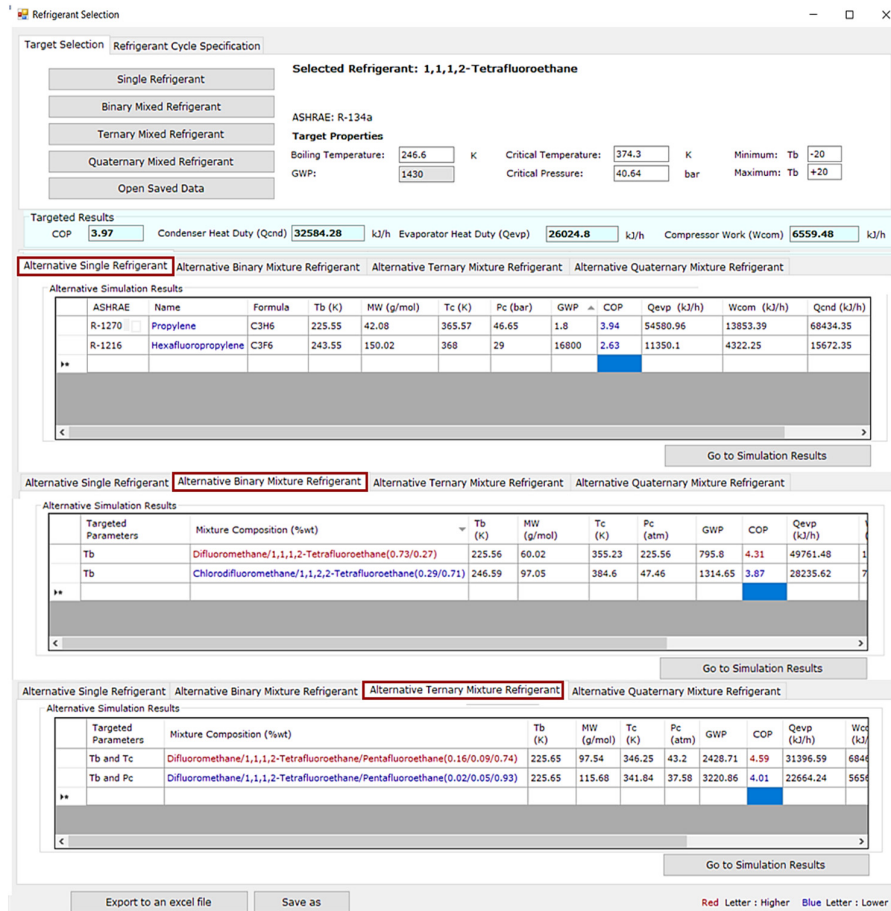 Refrigerant Selection
Target Selection Refrigerant Cycle Specification
Single Refrigerant
Binary Mixed Refrigerant
Ternary Mixed Refrigerant
Quaternary Mixed Refrigerant
Open Saved Data
Selected Refrigerant: 1,1,1,2-Tetrafluoroethane
ASHRAE: R-134a
Target Properties
Boiling Temperature: 246.6 K Critical Temperature: 374.3 K Minimum: Tb -20
GWP: 1430 Critical Pressure: 40.64 bar Maximum: Tb +20
Targeted Results
COP 3.97 Condenser Heat Duty (Qcnd) 32584.28 kJ/h Evaporator Heat Duty (Qevp) 26024.8 kJ/h Compressor Work (Wcom) 6559.48 kJ/h
Alternative Single Refrigerant Alternative Binary Mixture Refrigerant Alternative Ternary Mixture Refrigerant Alternative Quaternary Mixture Refrigerant
Alternative Simulation Results
ASHRAE Name Formula Tb (K) MW (g/mol) Tc (K) Pc (bar) GWP COP Qevp (kJ/h) Wcom (kJ/h) Qcnd (kJ/h)
R-1270 Propylene C3H6 225.55 42.08 365.57 46.65 1.8 3.94 54580.96 13853.39 68434.35
R-1216 Hexafluoropropylene C3F6 243.55 150.02 368 29 16800 2.63 11350.1 4322.25 15672.35
Go to Simulation Results
Alternative Single Refrigerant Alternative Binary Mixture Refrigerant Alternative Ternary Mixture Refrigerant Alternative Quaternary Mixture Refrigerant
Alternative Simulation Results
Targeted Parameters Mixture Composition (%wt) Tb (K) MW (g/mol) Tc (K) Pc (atm) GWP COP Qevp (kJ/h)
Tb Difluoromethane/1,1,1,2-Tetrafluoroethane(0.73/0.27) 225.56 60.02 355.23 225.56 795.8 4.31 49761.48 1
Tb Chlorodifluoromethane/1,1,2,2-Tetrafluoroethane(0.29/0.71) 246.59 97.05 384.6 47.46 1314.65 3.87 28235.62 7
Go to Simulation Results
Alternative Single Refrigerant Alternative Binary Mixture Refrigerant Alternative Ternary Mixture Refrigerant Alternative Quaternary Mixture Refrigerant
Alternative Simulation Results
Targeted Parameters Mixture Composition (%wt) Tb (K) MW (g/mol) Tc (K) Pc (atm) GWP COP Qevp (kJ/h)
Tb and Tc Difluoromethane/1,1,1,2-Tetrafluoroethane/Pentafluoroethane(0.16/0.09/0.74) 225.65 97.54 346.25 43.2 2428.71 4.59 31396.59 6846
Tb and Pc Difluoromethane/1,1,1,2-Tetrafluoroethane/Pentafluoroethane(0.02/0.05/0.93) 225.65 115.68 341.84 37.58 3220.86 4.01 22664.24 5656
Go to Simulation Results
Export to an excel file Save as Red Letter : Higher Blue Letter : Lower